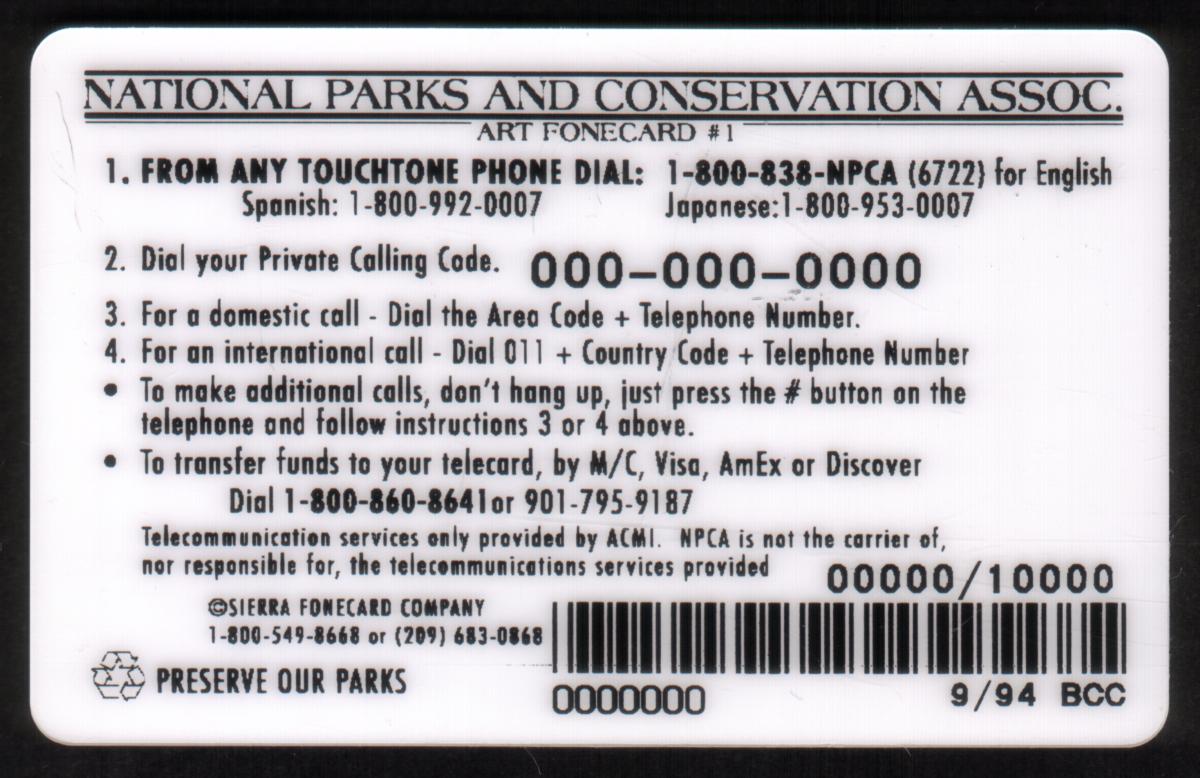 NATIONAL PARKS AND CONSERVATION ASSOC.
ART FONECARD #1
1. FROM ANY TOUCHTONE PHONE DIAL: 1-800-838-NPCA (6722) for English
Spanish: 1-800-992-0007 Japanese:1-800-953-0007
2. Dial your Private Calling Code. 000-000-0000
3. For a domestic call - Dial the Area Code + Telephone Number.
4. For an international call - Dial 011 + Country Code + Telephone Number
• To make additional calls, don't hang up, just press the # button on the
telephone and follow instructions 3 or 4 above.
• To transfer funds to your telecard, by M/C, Visa, AmEx or Discover
Dial 1-800-860-8641or 901-795-9187
Telecommunication services only provided by ACMI. NPCA is not the carrier of,
nor responsible for, the telecommunications services provided
00000/10000
©SIERRA FONECARD COMPANY
1-800-549-8668 or (209) 683-0868
PRESERVE OUR PARKS
0000000 9/94 BCC